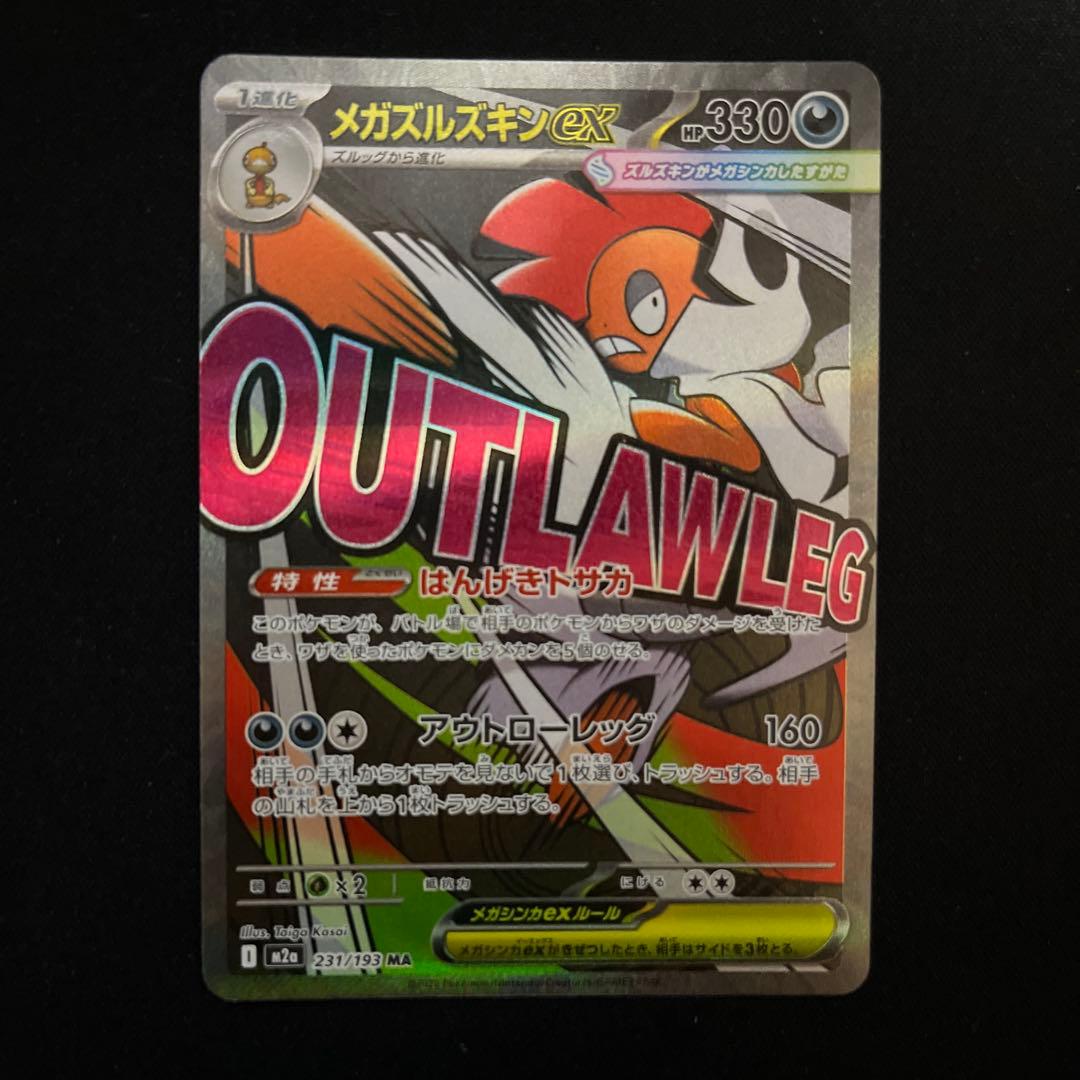 1進化
メガズルズキンex
HP330
ズルッグから進化
ズルズキンがメガシンカしたすがた
OUTLAWLEG
特性 はんげきトサカ
このポケモンが、バトル場で相手のポケモンからワザのダメージを受けた
とき、ワザを使ったポケモンにダメカンを5個のせる。
アウトローレッグ 160
相手の手札からオモテを見ないで1枚選び、トラッシュする。相手
の山札を上から1枚トラッシュする。
弱点 ×2 抵抗力 にげる
メガシンカexルール
メガシンカexがきぜつしたとき、相手はサイドを3枚とる。
Illus. Taiga Kasai
I M2a 231/193 MA